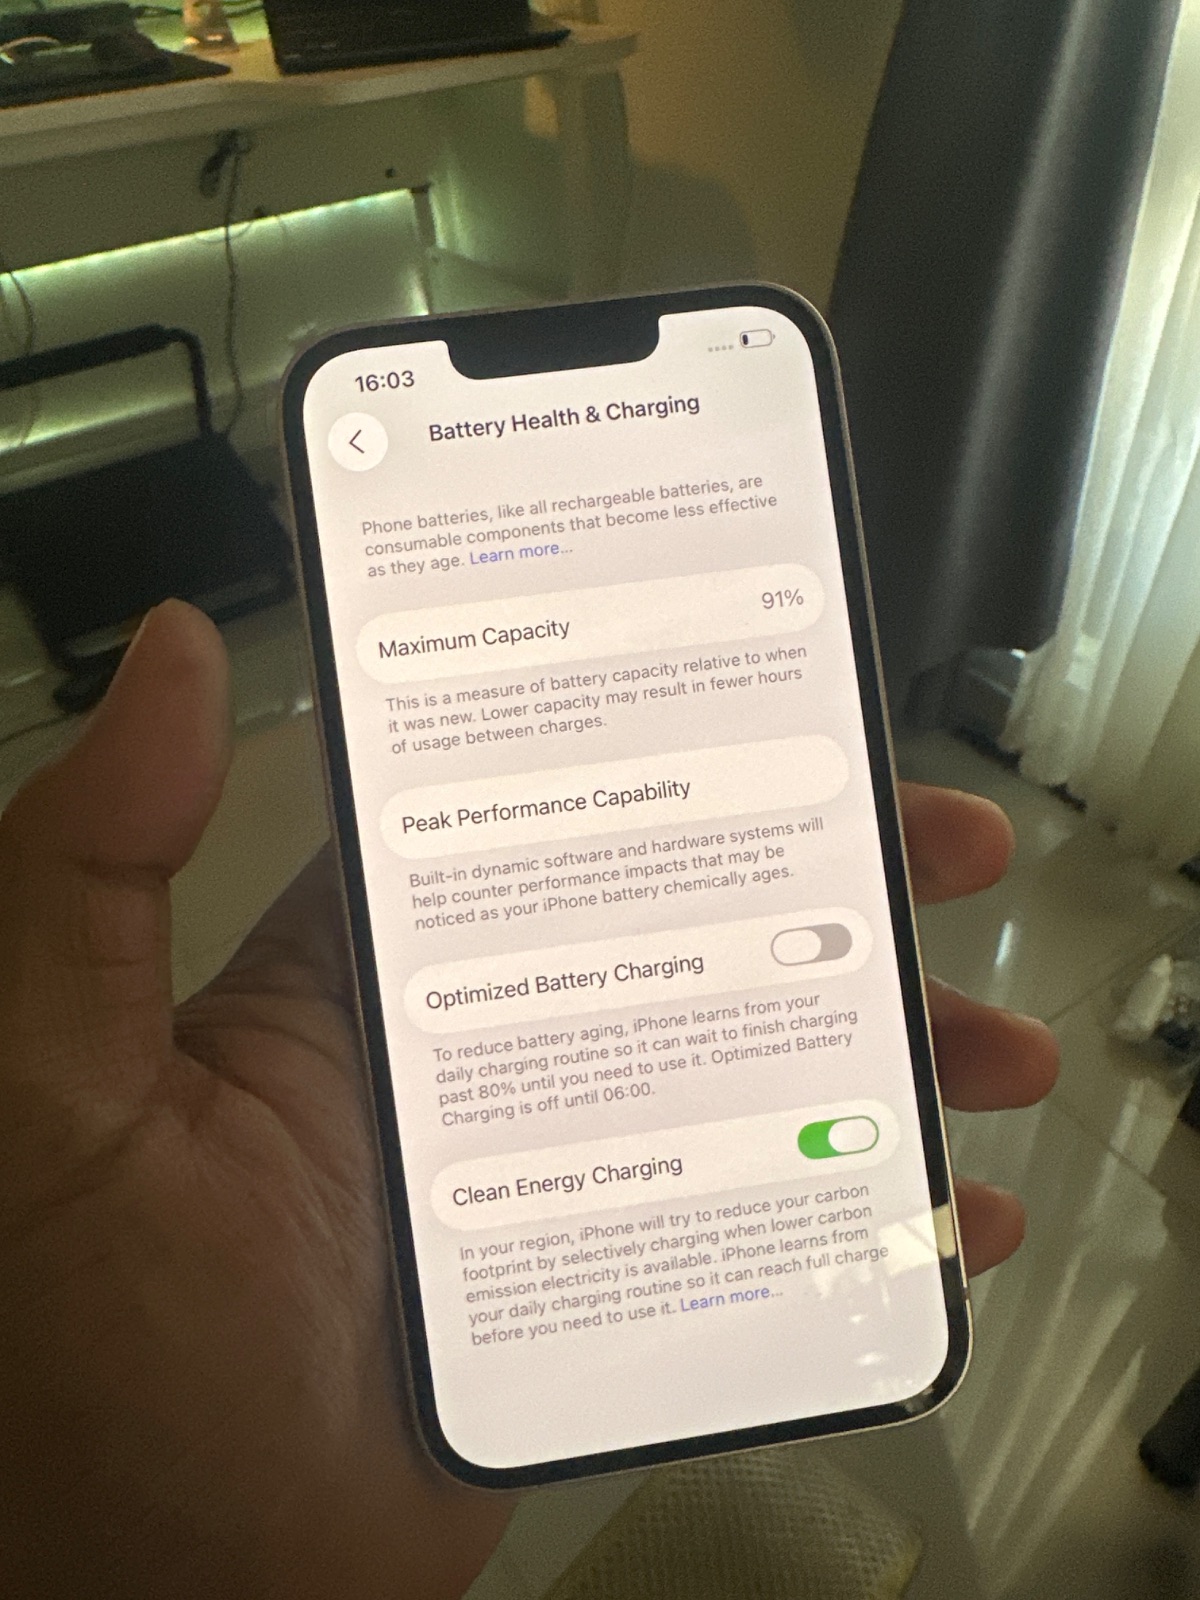 16:03
Battery Health & Charging
Phone batteries, like all rechargeable batteries, are
consumable components that become less effective
as they age. Learn more...
Maximum Capacity 91%
This is a measure of battery capacity relative to when
it was new. Lower capacity may result in fewer hours
of usage between charges.
Peak Performance Capability
Built-in dynamic software and hardware systems will
help counter performance impacts that may be
noticed as your iPhone battery chemically ages.
Optimized Battery Charging
To reduce battery aging, iPhone learns from your
daily charging routine so it can wait to finish charging
past 80% until you need to use it. Optimized Battery
Charging is off until 06:00.
Clean Energy Charging
In your region, iPhone will try to reduce your carbon
footprint by selectively charging when lower carbon
emission electricity is available. iPhone learns from
your daily charging routine so it can reach full charge
before you need to use it. Learn more...